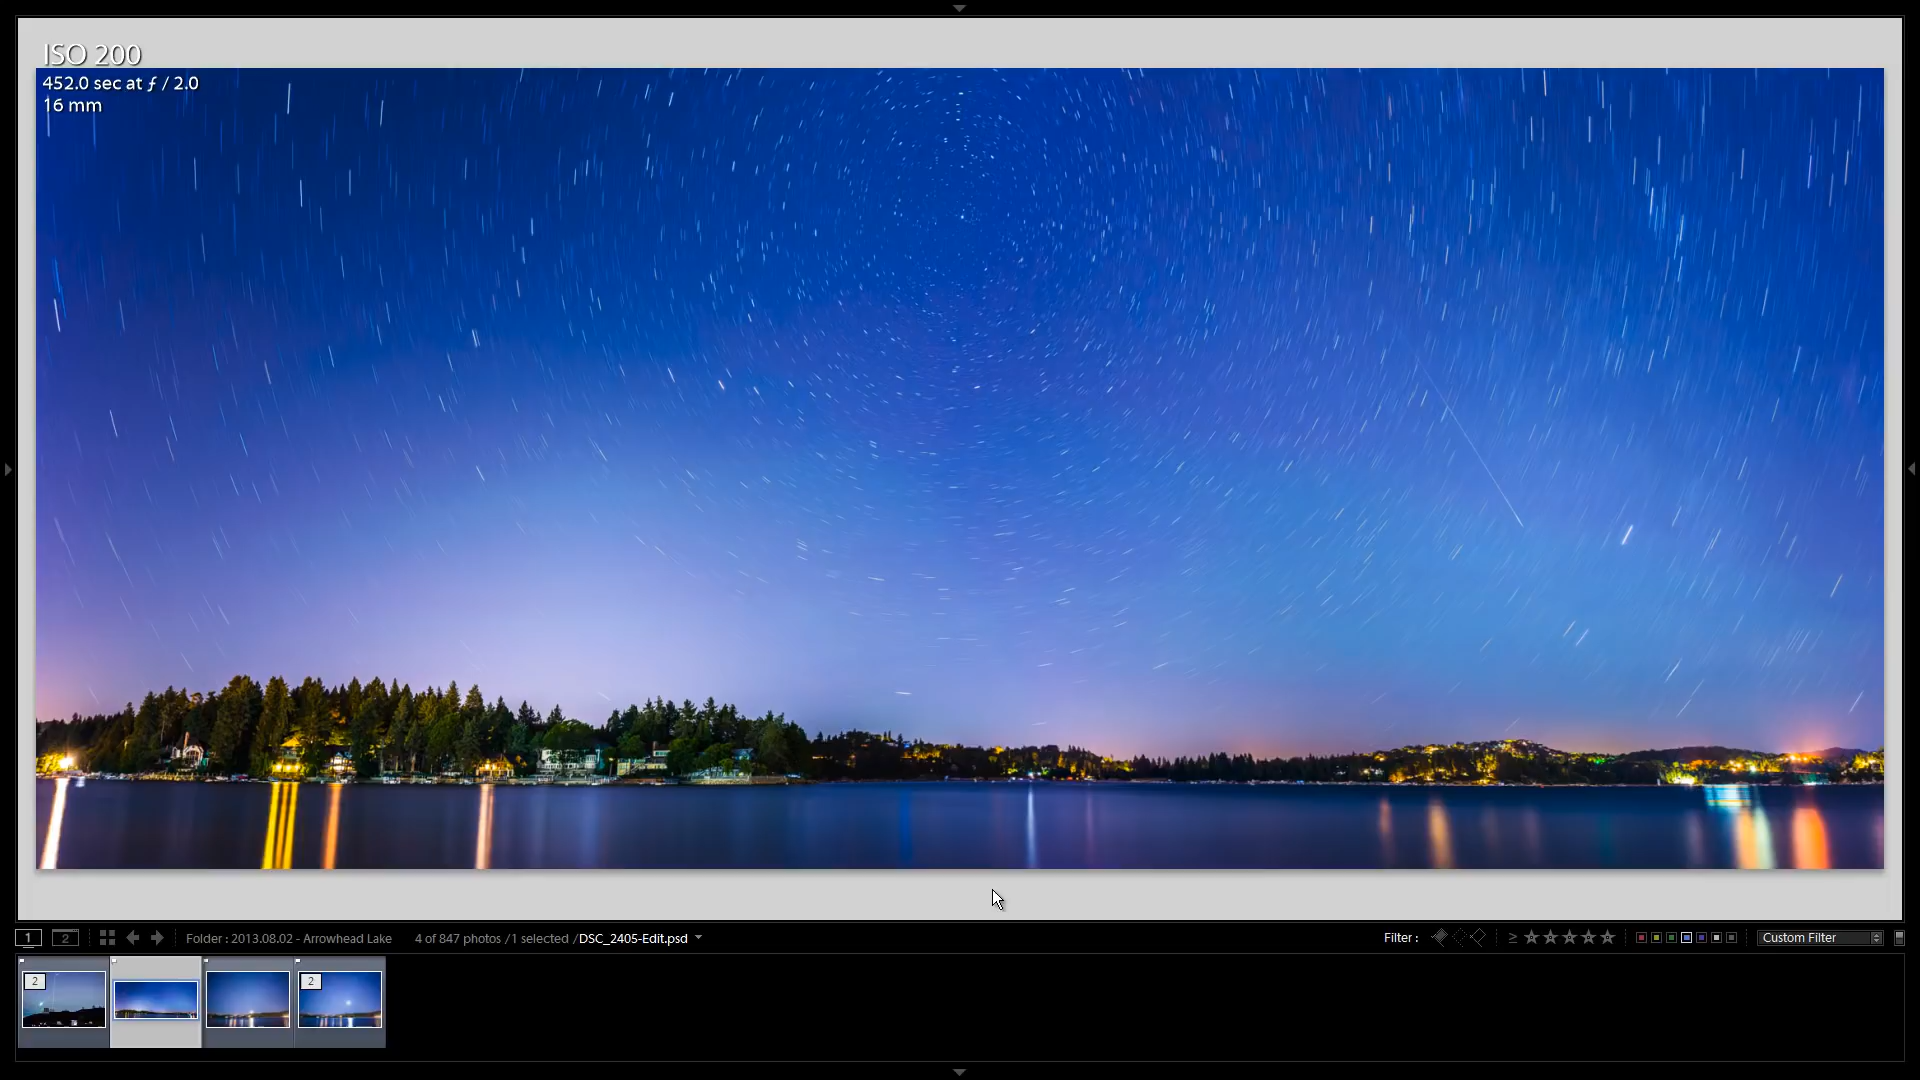 ISO 200
452.0 sec at ƒ / 2.0
16 mm
1 2 Folder : 2013.08.02 - Arrowhead Lake 4 of 847 photos /1 selected /DSC_2405-Edit.psd Filter : ≥ Custom Filter
2 2